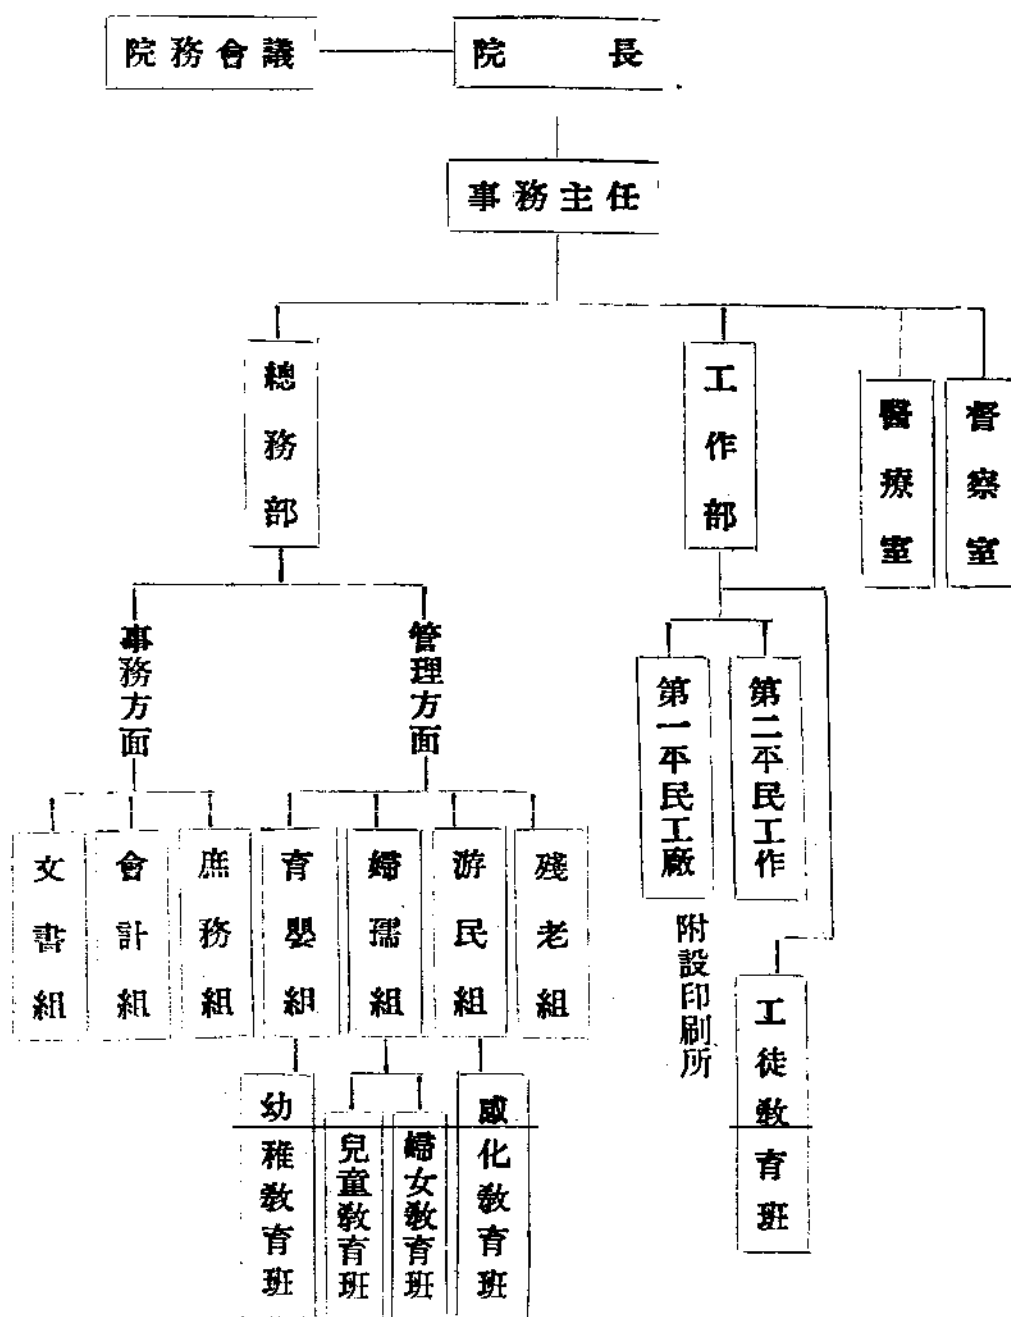 院務會議
院長
事務主任
總務部
工作部
醫療室
督察室
事務方面
管理方面
第一平民工廠
附設印刷所
第二平民工作
工徒教育班
文書組
會計組
庶務組
育嬰組
婦孺組
游民組
殘老組
幼稚教育班
兒童教育班
婦女教育班
感化教育班